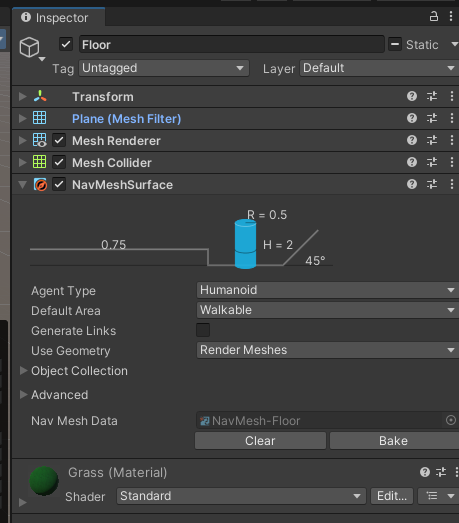 Inspector
Floor
Static
Tag Untagged Layer Default
Transform
Plane (Mesh Filter)
Mesh Renderer
Mesh Collider
NavMeshSurface
R = 0.5
0.75
H = 2
45°
Agent Type Humanoid
Default Area Walkable
Generate Links
Use Geometry Render Meshes
Object Collection
Advanced
Nav Mesh Data NavMesh-Floor
Clear Bake
Grass (Material)
Shader Standard Edit...